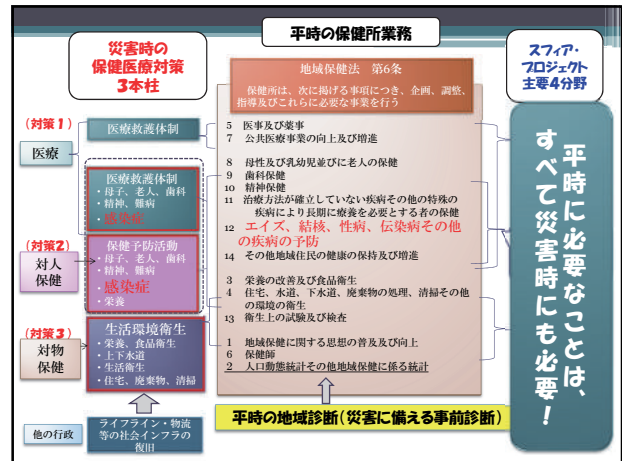 災害時の
保健医療対策
3本柱
平時の保健所業務
スフィア・
プロジェクト
主要4分野
地域保健法 第6条
保健所は、次に掲げる事項につき、企画、調整、
指導及びこれらに必要な事業を行う
(対策1)
医療
医療救護体制
医療救護体制
・母子、老人、歯科
・精神、難病
・感染症
(対策2)
対人
保健
保健予防活動
・母子、老人、歯科
・精神、難病
・感染症
・栄養
(対策3)
対物
保健
生活環境衛生
・栄養、食品衛生
・上下水道
・生活衛生
・住宅、廃棄物、清掃
他の行政
ライフライン・物流
等の社会インフラの
復旧
5 医事及び薬事
7 公共医療事業の向上及び増進
8 母性及び乳幼児並びに老人の保健
9 歯科保健
10 精神保健
11 治療方法が確立していない疾病その他の特殊の
疾病により長期に療養を必要とする者の保健
12 エイズ、結核、性病、伝染病その他
の疾病の予防
14 その他地域住民の健康の保持及び増進
3 栄養の改善及び食品衛生
4 住宅、水道、下水道、廃棄物の処理、清掃その他
の環境の衛生
13 衛生上の試験及び検査
1 地域保健に関する思想の普及及び向上
6 保健師
2 人口動態統計その他地域保健に係る統計
平時の地域診断(災害に備える事前診断)
平時に必要なことは、
すべて災害時にも必要!